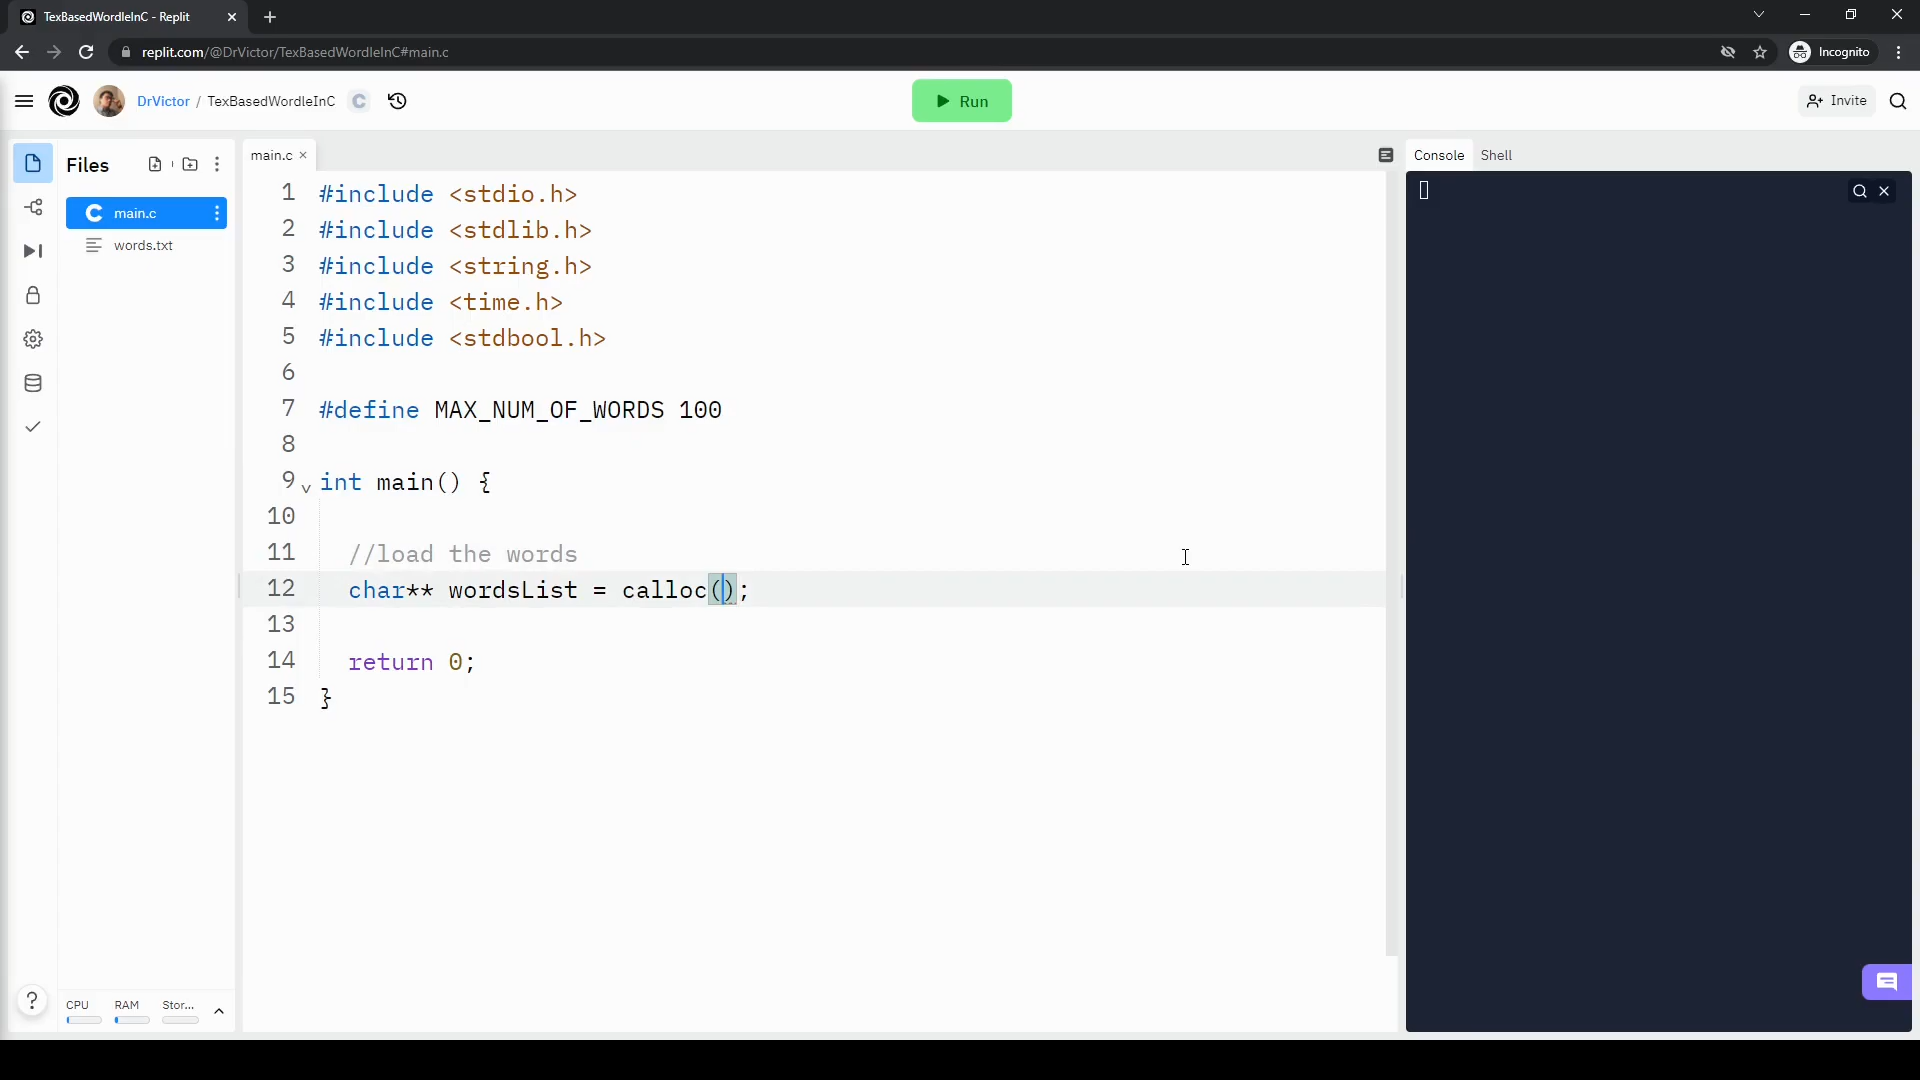 TexBasedWordleInC - Replit
replit.com/@DrVictor/TexBasedWordleInC#main.c
Incognito
DrVictor / TexBasedWordleInC C
Run
Invite
Files
main.c
words.txt
main.c
1 #include <stdio.h>
2 #include <stdlib.h>
3 #include <string.h>
4 #include <time.h>
5 #include <stdbool.h>
6
7 #define MAX_NUM_OF_WORDS 100
8
9 int main() {
10
11 //load the words
12 char** wordsList = calloc();
13
14 return 0;
15 }
Console Shell
? CPU RAM Stor...